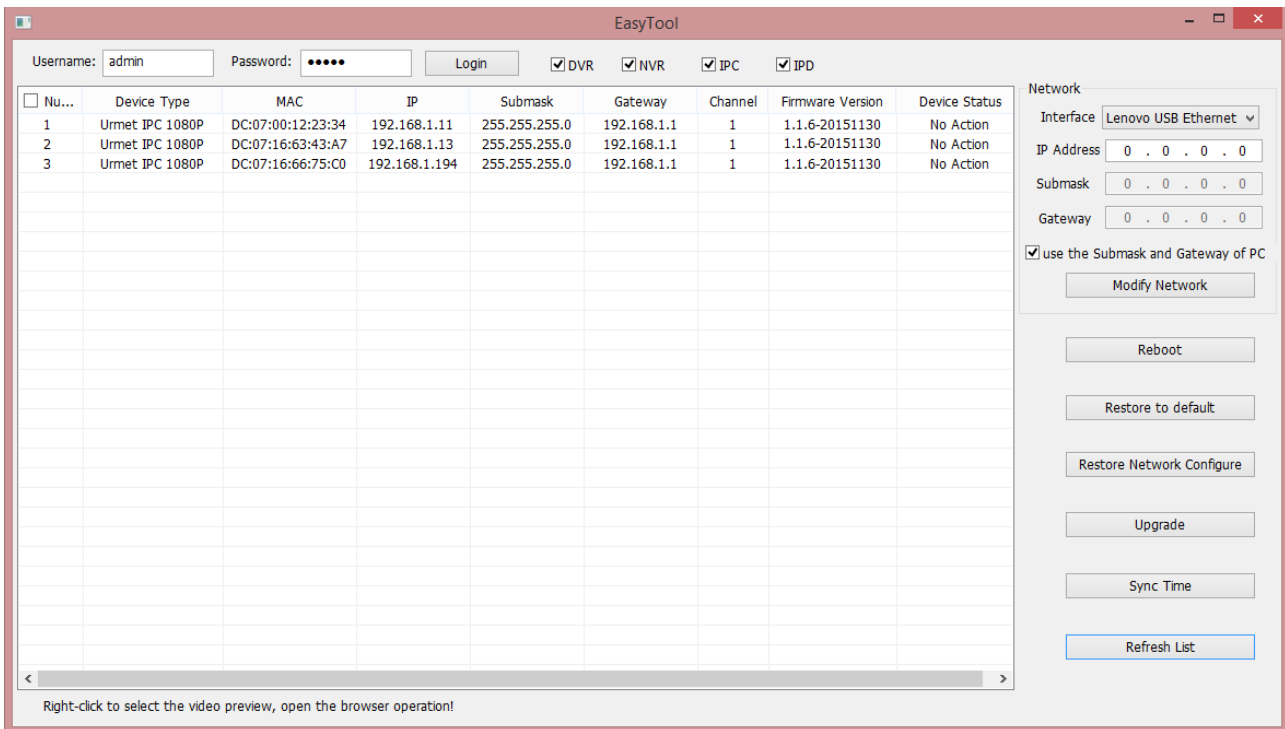 EasyTool
Username: admin Password: ●●●●● Login DVR NVR IPC IPD
Nu... Device Type MAC IP Submask Gateway Channel Firmware Version Device Status
1 Urmet IPC 1080P DC:07:00:12:23:34 192.168.1.11 255.255.255.0 192.168.1.1 1 1.1.6-20151130 No Action
2 Urmet IPC 1080P DC:07:16:63:43:A7 192.168.1.13 255.255.255.0 192.168.1.1 1 1.1.6-20151130 No Action
3 Urmet IPC 1080P DC:07:16:66:75:C0 192.168.1.194 255.255.255.0 192.168.1.1 1 1.1.6-20151130 No Action
Network
Interface Lenovo USB Ethernet
IP Address 0 . 0 . 0 . 0
Submask 0 . 0 . 0 . 0
Gateway 0 . 0 . 0 . 0
use the Submask and Gateway of PC
Modify Network
Reboot
Restore to default
Restore Network Configure
Upgrade
Sync Time
Refresh List
Right-click to select the video preview, open the browser operation!